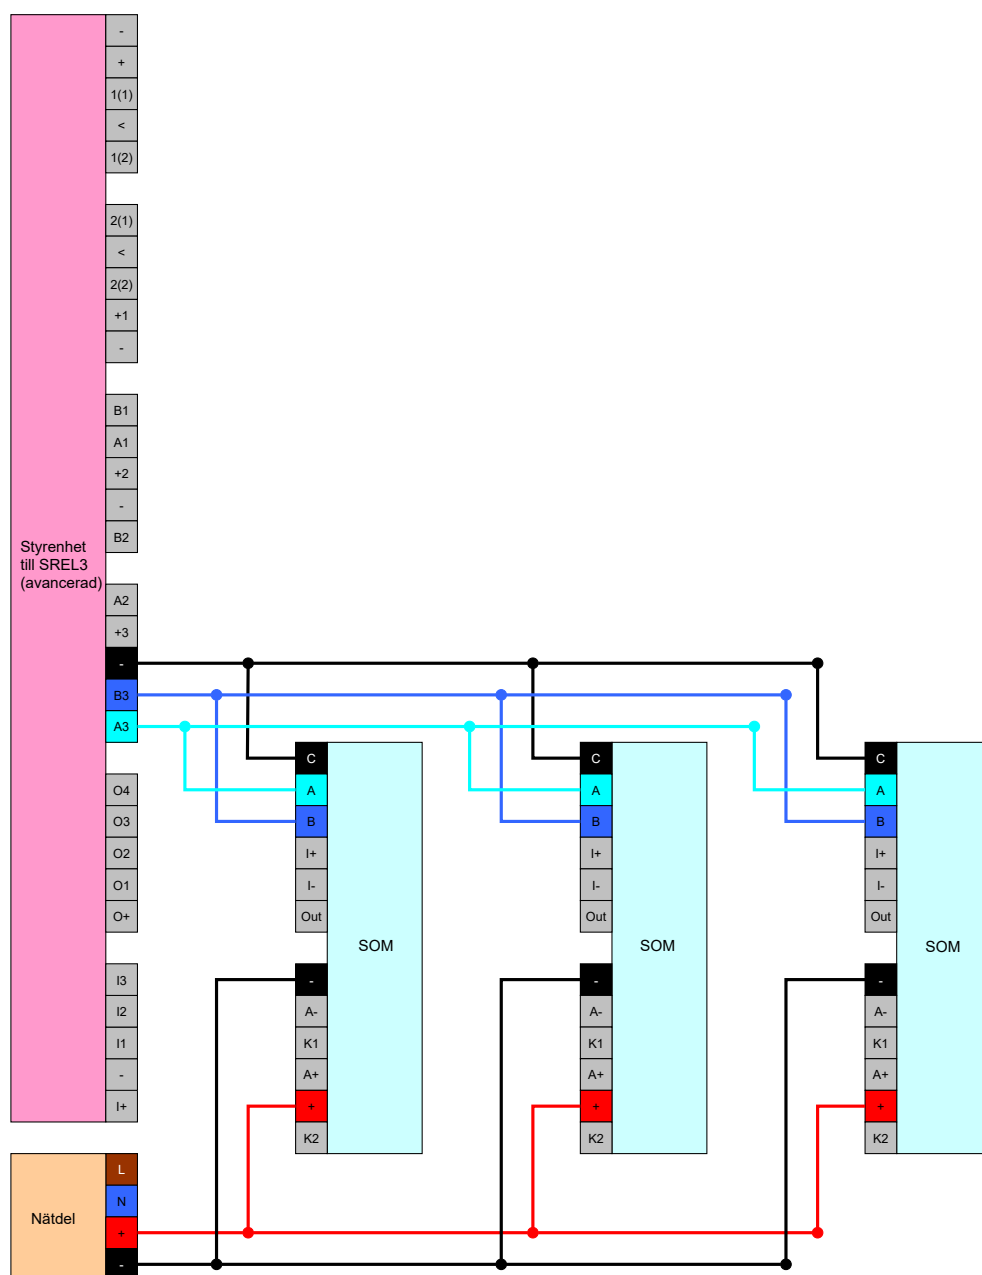 -
+
1(1)
<
1(2)
2(1)
<
2(2)
+1
-
B1
A1
+2
-
B2
Styrenhet
till SREL3
(avancerad)
A2
+3
-
B3
A3
O4
O3
O2
O1
O+
I3
I2
I1
-
I+
C
A
B
I+
I-
Out
SOM
-
A-
K1
A+
+
K2
C
A
B
I+
I-
Out
SOM
-
A-
K1
A+
+
K2
C
A
B
I+
I-
Out
SOM
-
A-
K1
A+
+
K2
Nätdel
L
N
+
-